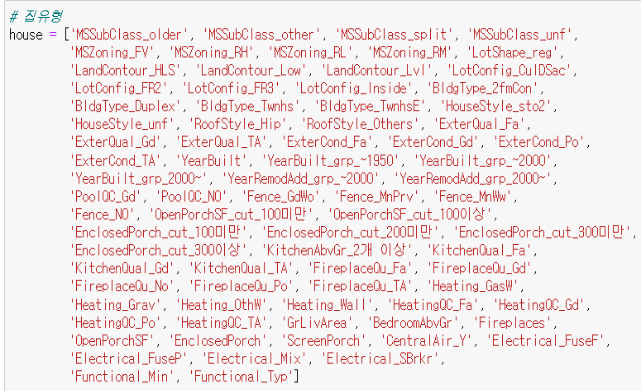 # 집유형
house = ['MSSubClass_older', 'MSSubClass_other', 'MSSubClass_split', 'MSSubClass_unf',
'MSZoning_FV', 'MSZoning_RH', 'MSZoning_RL', 'MSZoning_RM', 'LotShape_reg',
'LandContour_HLS', 'LandContour_Low', 'LandContour_Lvl', 'LotConfig_CulDSac',
'LotConfig_FR2', 'LotConfig_FR3', 'LotConfig_Inside', 'BldgType_2fmCon',
'BldgType_Duplex', 'BldgType_Twnhs', 'BldgType_TwnhsE', 'HouseStyle_sto2',
'HouseStyle_unf', 'RoofStyle_Hip', 'RoofStyle_Others', 'ExterQual_Fa',
'ExterQual_Gd', 'ExterQual_TA', 'ExterCond_Fa', 'ExterCond_Gd', 'ExterCond_Po',
'ExterCond_TA', 'YearBuilt', 'YearBuilt_grp_~1950', 'YearBuilt_grp_~2000',
'YearBuilt_grp_2000~', 'YearRemodAdd_grp_~2000', 'YearRemodAdd_grp_2000~',
'PoolQC_Gd', 'PoolQC_NO', 'Fence_GdWo', 'Fence_MnPrv', 'Fence_MnWw',
'Fence_NO', 'OpenPorchSF_cut_100미만', 'OpenPorchSF_cut_100이상',
'EnclosedPorch_cut_100미만', 'EnclosedPorch_cut_200미만', 'EnclosedPorch_cut_300미만',
'EnclosedPorch_cut_300이상', 'KitchenAbvGr_2개 이상', 'KitchenQual_Fa',
'KitchenQual_Gd', 'KitchenQual_TA', 'FireplaceQu_Fa', 'FireplaceQu_Gd',
'FireplaceQu_No', 'FireplaceQu_Po', 'FireplaceQu_TA', 'Heating_GasW',
'Heating_Grav', 'Heating_OthW', 'Heating_Wall', 'HeatingQC_Fa', 'HeatingQC_Gd',
'HeatingQC_Po', 'HeatingQC_TA', 'GrLivArea', 'BedroomAbvGr', 'Fireplaces',
'OpenPorchSF', 'EnclosedPorch', 'ScreenPorch', 'CentralAir_Y', 'Electrical_FuseF',
'Electrical_FuseP', 'Electrical_Mix', 'Electrical_SBrkr',
'Functional_Min', 'Functional_Typ']